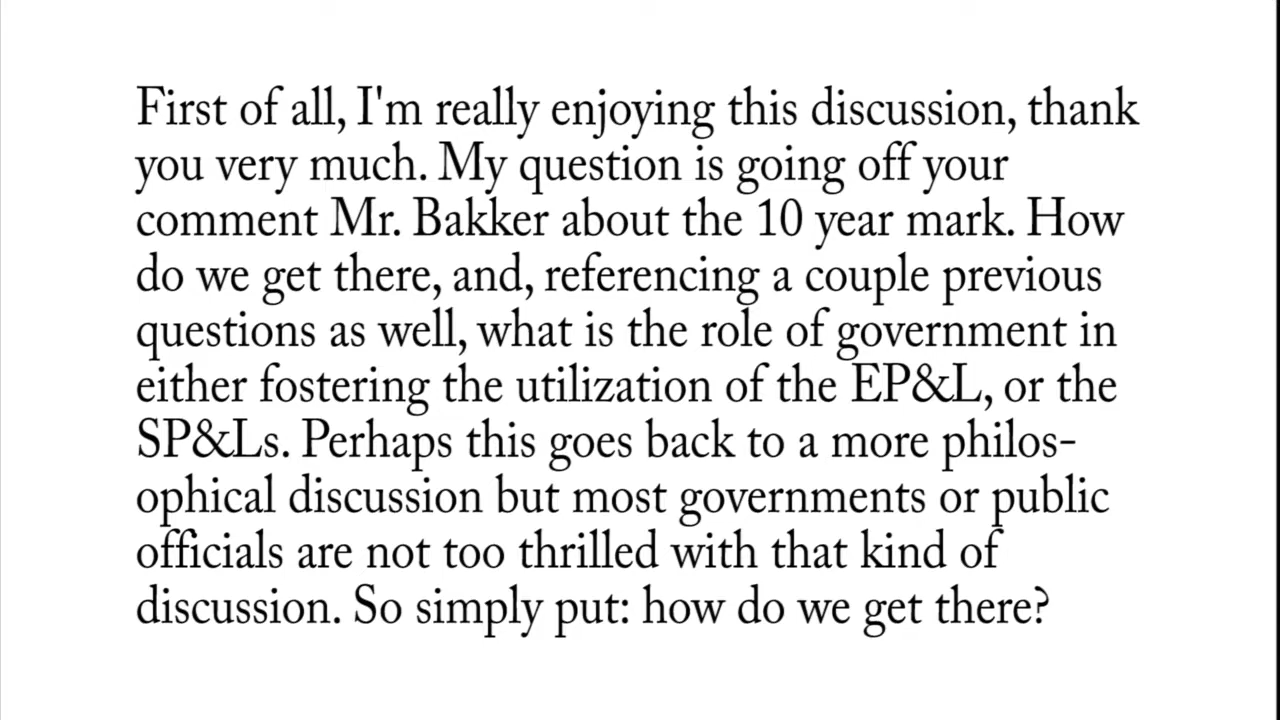 First of all, I'm really enjoying this discussion, thank
you very much. My question is going off your
comment Mr. Bakker about the 10 year mark. How
do we get there, and, referencing a couple previous
questions as well, what is the role of government in
either fostering the utilization of the EP&L, or the
SP&Ls. Perhaps this goes back to a more philos-
ophical discussion but most governments or public
officials are not too thrilled with that kind of
discussion. So simply put: how do we get there?